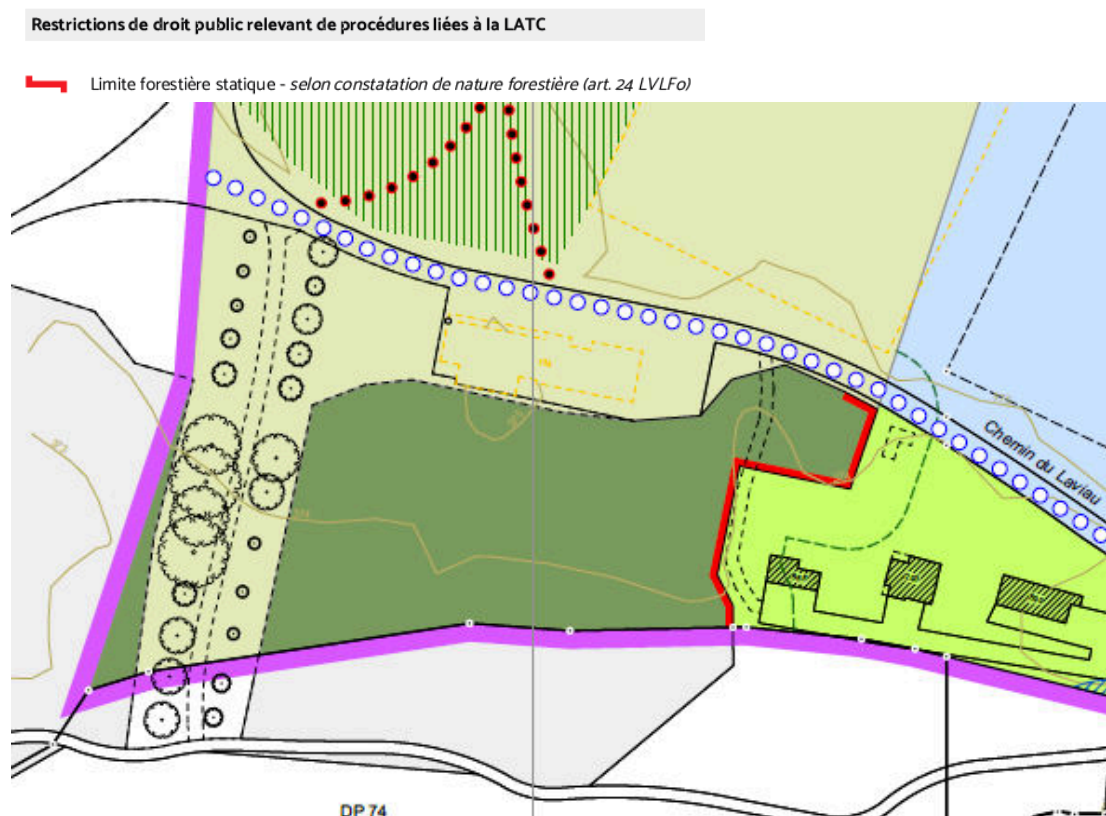 Restrictions de droit public relevant de procédures liées à la LATC
Limite forestière statique - selon constatation de nature forestière (art. 24 LVLFo)
Chemin du Laviau
DP 74